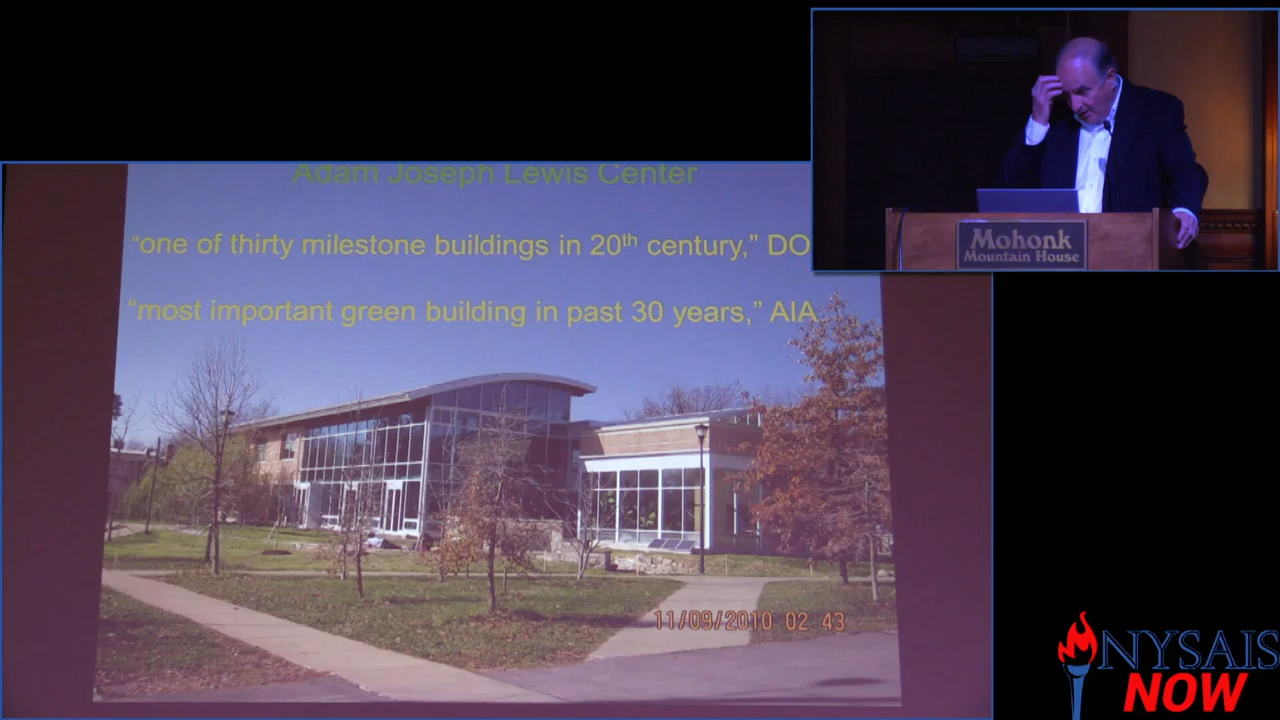 Adam Joseph Lewis Center
“one of thirty milestone buildings in 20th century,” DO
“most important green building in past 30 years,” AIA
11/09/2010 02:43
Mohonk
Mountain House
NYSAIS
NOW